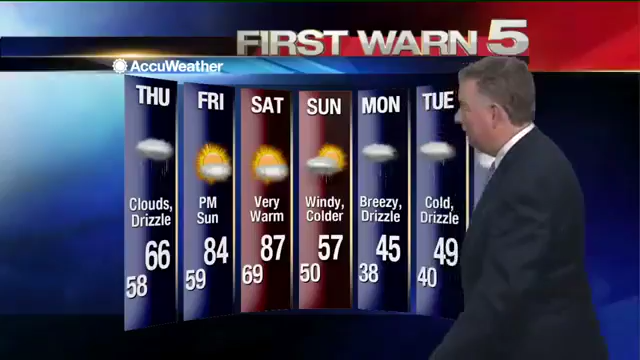 FIRST WARN 5
AccuWeather
THU
Clouds,
Drizzle
66
58
FRI
PM
Sun
84
59
SAT
Very
Warm
87
69
SUN
Windy,
Colder
57
50
MON
Breezy,
Drizzle
45
38
TUE
Cold,
Drizzle
49
40